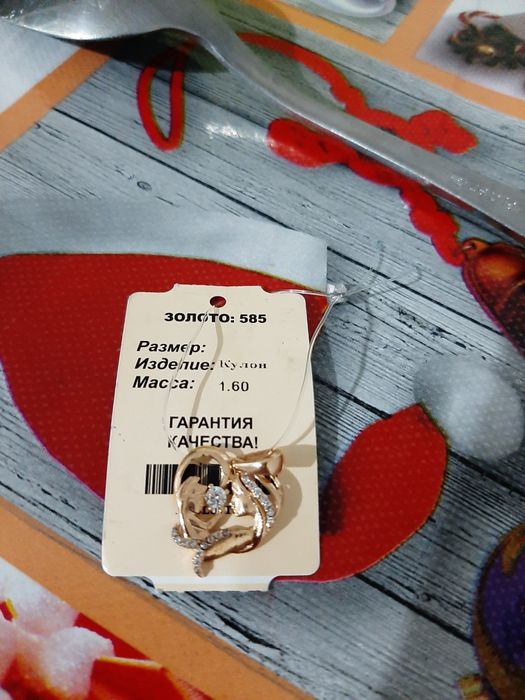 ЗОЛОТО: 585
Размер:
Изделие: Кулон
Масса: 1.60
ГАРАНТИЯ
КАЧЕСТВА!